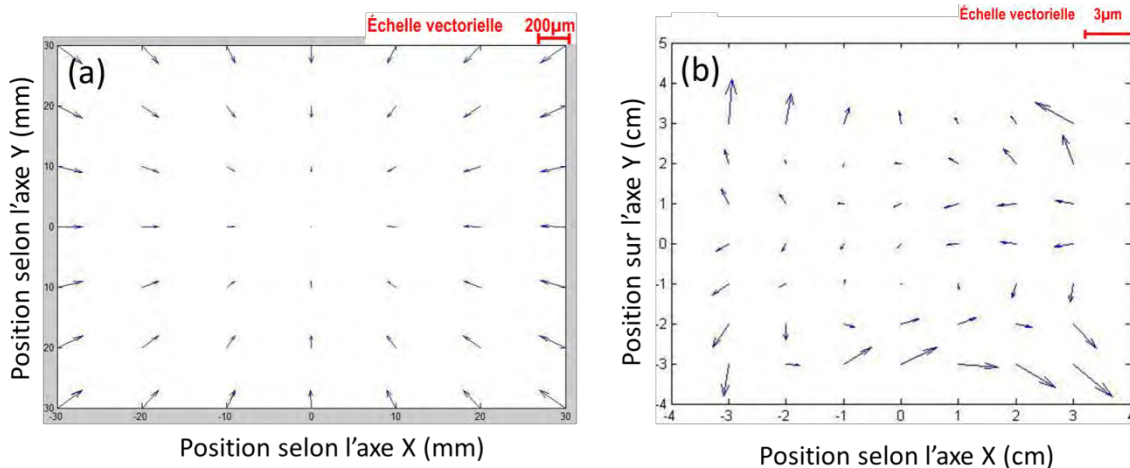 Échelle vectorielle 200µm
(a)
Position selon l'axe Y (mm)
30
20
10
0
10
20
30
-30 -20 -10 0 10 20 30
Position selon l'axe X (mm)
Échelle vectorielle 3µm
(b)
Position sur l'axe Y (cm)
5
4
3
2
1
0
-1
-2
-3
-4
-4 -3 -2 -1 0 1 2 3 4
Position selon l'axe X (cm)